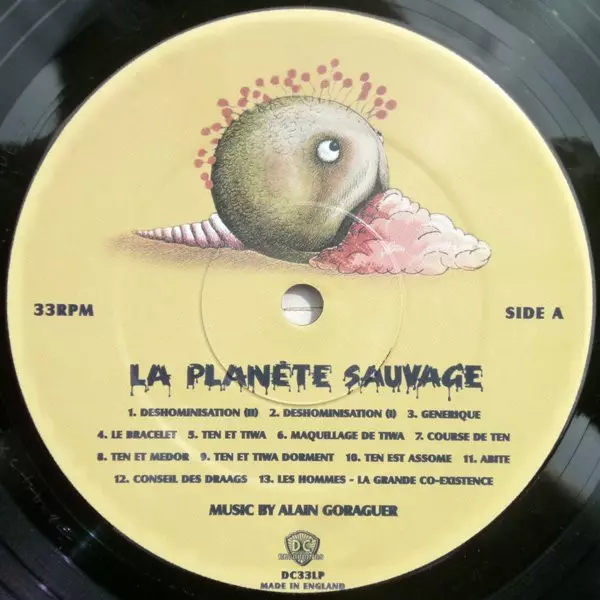 33RPM
SIDE A
LA PLANÈTE SAUVAGE
1. DESHOMINISATION (II) 2. DESHOMINISATION (I) 3. GENERIQUE
4. LE BRACELET 5. TEN ET TIWA 6. MAQUILLAGE DE TIWA 7. COURSE DE TEN
8. TEN ET MEDOR 9. TEN ET TIWA DORMENT 10. TEN EST ASSOME 11. ABITE
12. CONSEIL DES DRAAGS 13. LES HOMMES - LA GRANDE CO-EXISTENCE
MUSIC BY ALAIN GORAGUER
DC
RECORDINGS
DC33LP
MADE IN ENGLAND